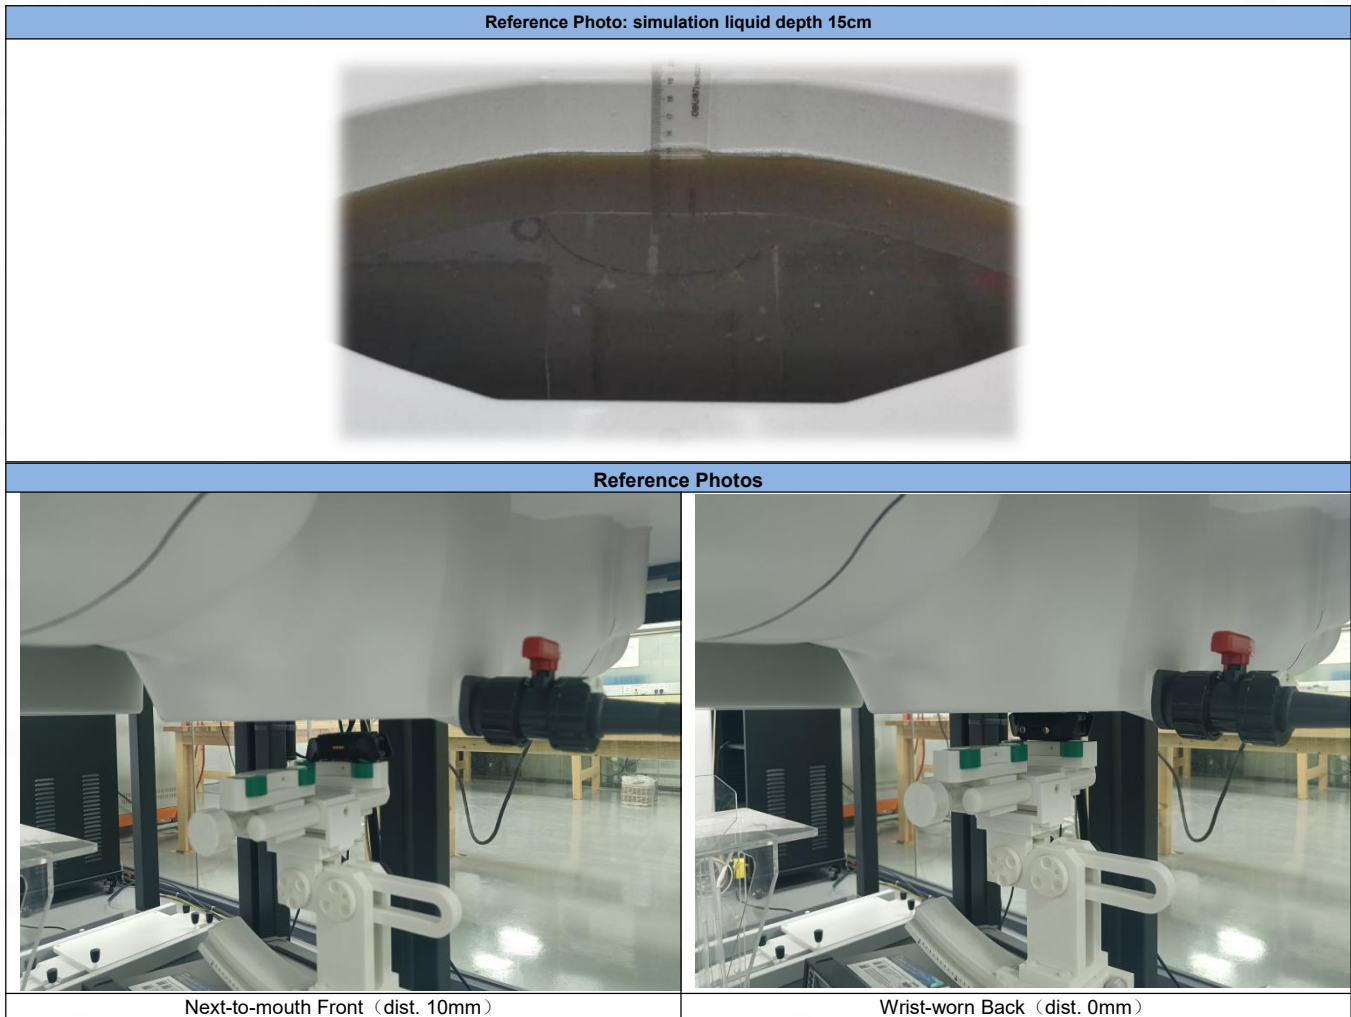 Reference Photo: simulation liquid depth 15cm
Reference Photos
Next-to-mouth Front（dist. 10mm）
Wrist-worn Back（dist. 0mm）